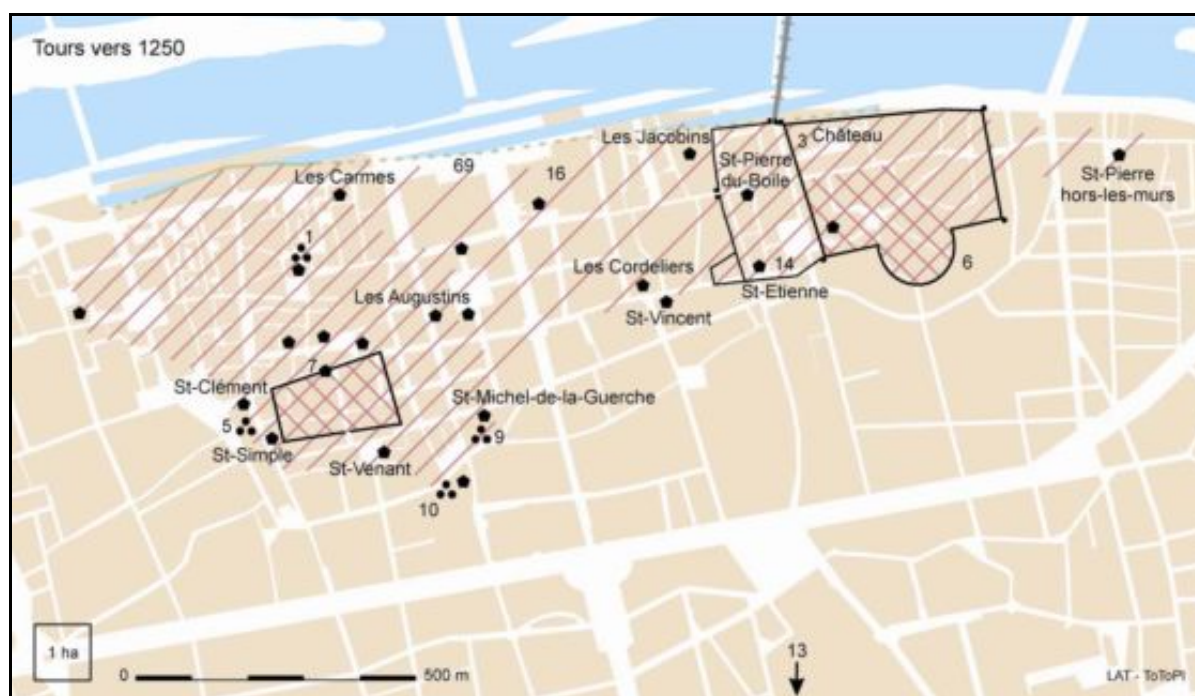 Tours vers 1250
Les Jacobins
3
Château
St-Pierre
du-Boile
St-Pierre
hors-les-murs
69
16
Les Carmes
1
Les Cordeliers
14
6
St-Etienne
St-Vincent
Les Augustins
7
St-Clément
St-Michel-de-la-Guerche
5
9
St-Simple
St-Venant
10
1 ha
0
500 m
13
LAT - ToToPI